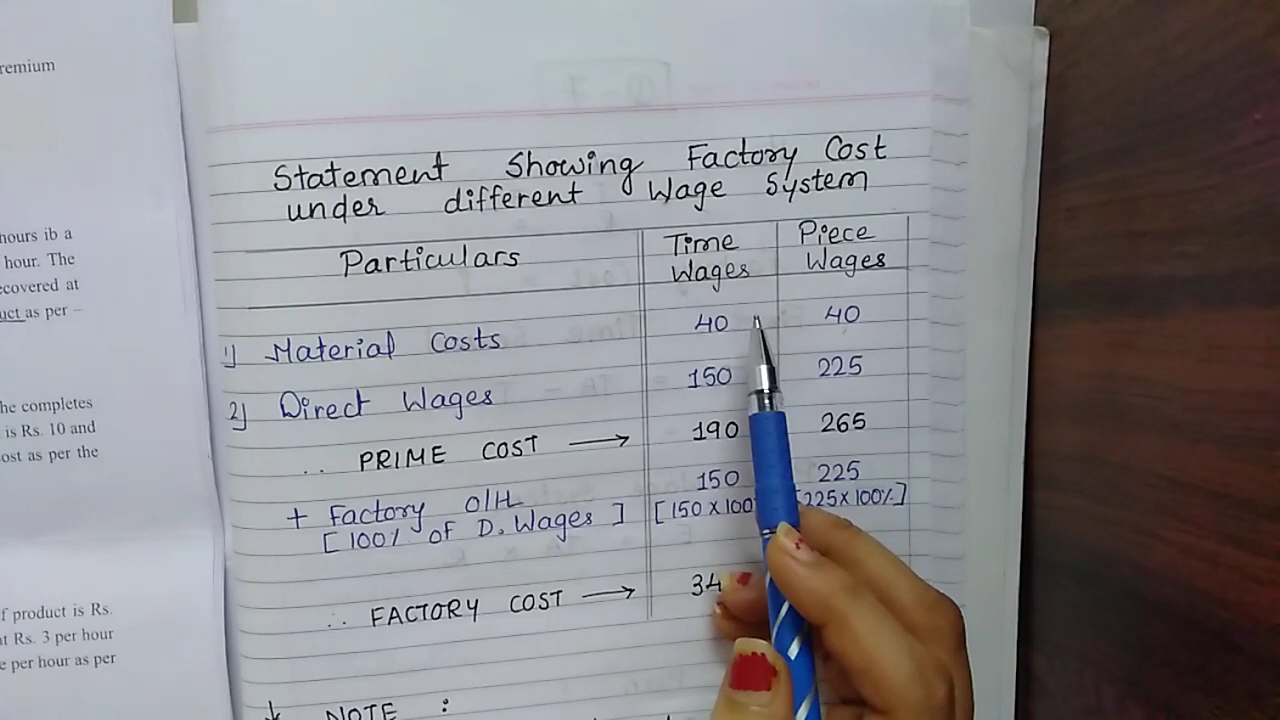 remium
hours ib a
hour. The
ecovered at
uct as per –
he completes
is Rs. 10 and
ost as per the
f product is Rs.
at Rs. 3 per hour
e per hour as per
Statement Showing Factory Cost
under different Wage System
Particulars Time Wages Piece Wages
1) Material Costs 40 40
2) Direct Wages 150 225
∴ PRIME COST → 190 265
+ Factory O/H 150 225
[100% of D. Wages] [150 x 100 [225 x 100%]
∴ FACTORY COST → 34
NOTE :